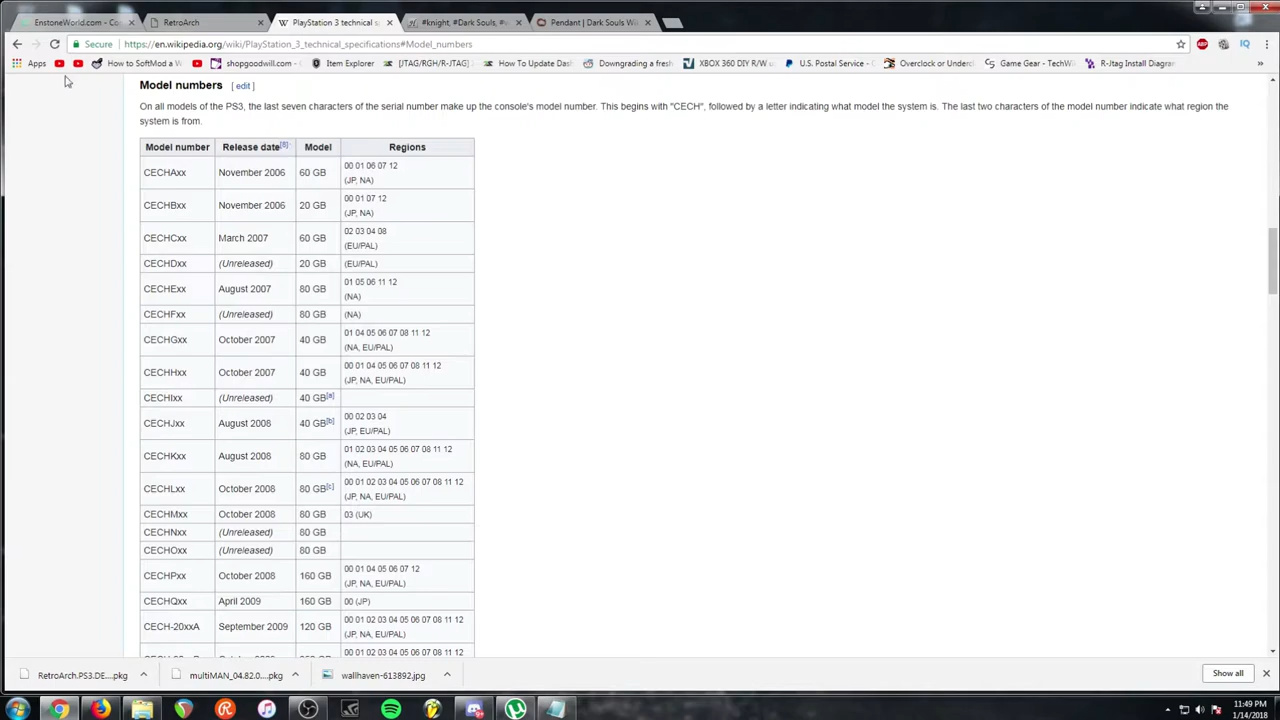 EnstoneWorld.com - Co
RetroArch
PlayStation 3 technical s
#knight, #Dark Souls, #
Pendant | Dark Souls Wi
Secure
https://en.wikipedia.org/wiki/PlayStation_3_technical_specifications#Model_numbers
ABP
IQ
Apps
How to SoftMod a W
shopgoodwill.com -
Item Explorer
[JTAG/RGH/R-JTAG]
How To Update Dash
Downgrading a fresh
XBOX 360 DIY R/W
U.S. Postal Service -
Overclock or Underc
Game Gear - TechW
R-Jtag Install Diagram
»
Model numbers [ edit ]
On all models of the PS3, the last seven characters of the serial number make up the console's model number. This begins with "CECH", followed by a letter indicating what model the system is. The last two characters of the model number indicate what region the
system is from.
Model number Release date[8] Model Regions
CECHAxx November 2006 60 GB 00 01 06 07 12
(JP, NA)
CECHBxx November 2006 20 GB 00 01 07 12
(JP, NA)
CECHCxx March 2007 60 GB 02 03 04 08
(EU/PAL)
CECHDxx (Unreleased) 20 GB (EU/PAL)
CECHExx August 2007 80 GB 01 05 06 11 12
(NA)
CECHFxx (Unreleased) 80 GB (NA)
CECHGxx October 2007 40 GB 01 04 05 06 07 08 11 12
(NA, EU/PAL)
CECHHxx October 2007 40 GB 00 01 04 05 06 07 08 11 12
(JP, NA, EU/PAL)
CECHIxx (Unreleased) 40 GB[a]
CECHJxx August 2008 40 GB[b] 00 02 03 04
(JP, EU/PAL)
CECHKxx August 2008 80 GB 01 02 03 04 05 06 07 08 11 12
(NA, EU/PAL)
CECHLxx October 2008 80 GB[c] 00 01 02 03 04 05 06 07 08 11 12
(JP, NA, EU/PAL)
CECHMxx October 2008 80 GB 03 (UK)
CECHNxx (Unreleased) 80 GB
CECHOxx (Unreleased) 80 GB
CECHPxx October 2008 160 GB 00 01 04 05 06 07 12
(JP, NA, EU/PAL)
CECHQxx April 2009 160 GB 00 (JP)
CECH-20xxA September 2009 120 GB 00 01 02 03 04 05 06 07 08 11 12
(JP, NA, EU/PAL)
00 01 02 03 04 05 06 07 08 11 12
RetroArch.PS3.DE....pkg
multiMAN_04.82.0....pkg
wallhaven-613892.jpg
Show all
11:49 PM
1/14/2018